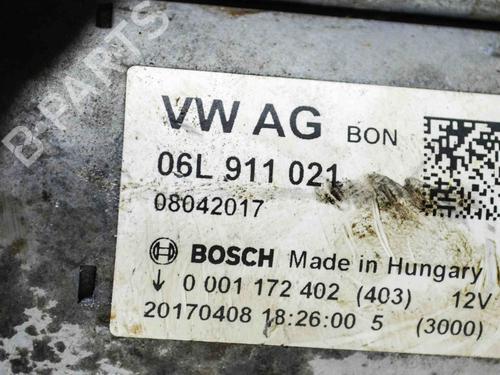 B-PARTS
VW AG BON
06L 911 021
08042017
BOSCH Made in Hungary
0 001 172 402 (403) 12V
20170408 18:26:00 5 (3000)